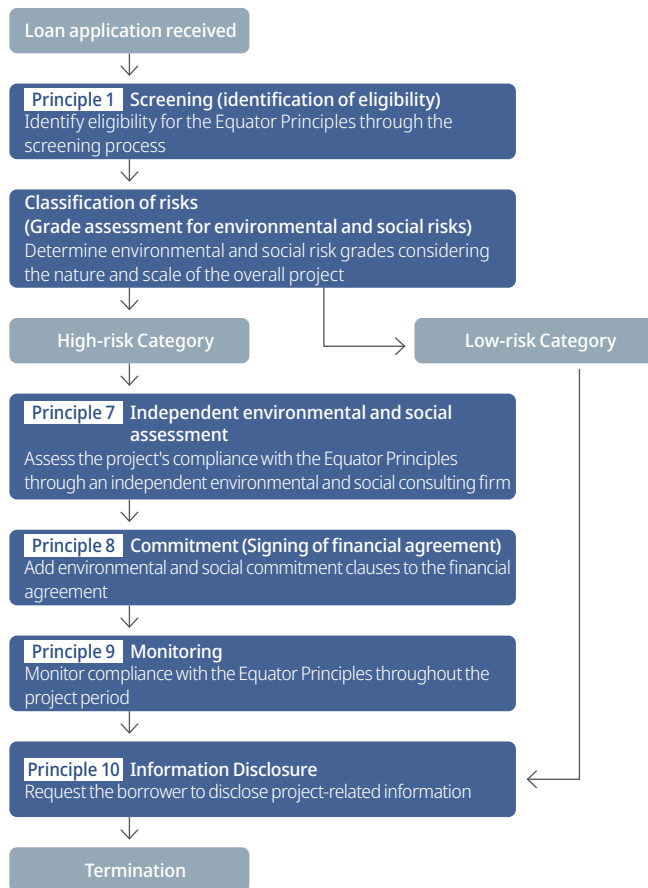 Loan application received
Principle 1 Screening (identification of eligibility)
Identify eligibility for the Equator Principles through the
screening process
Classification of risks
(Grade assessment for environmental and social risks)
Determine environmental and social risk grades considering
the nature and scale of the overall project
High-risk Category
Low-risk Category
Principle 7 Independent environmental and social
assessment
Assess the project's compliance with the Equator Principles
through an independent environmental and social consulting firm
Principle 8 Commitment (Signing of financial agreement)
Add environmental and social commitment clauses to the financial
agreement
Principle 9 Monitoring
Monitor compliance with the Equator Principles throughout the
project period
Principle 10 Information Disclosure
Request the borrower to disclose project-related information
Termination